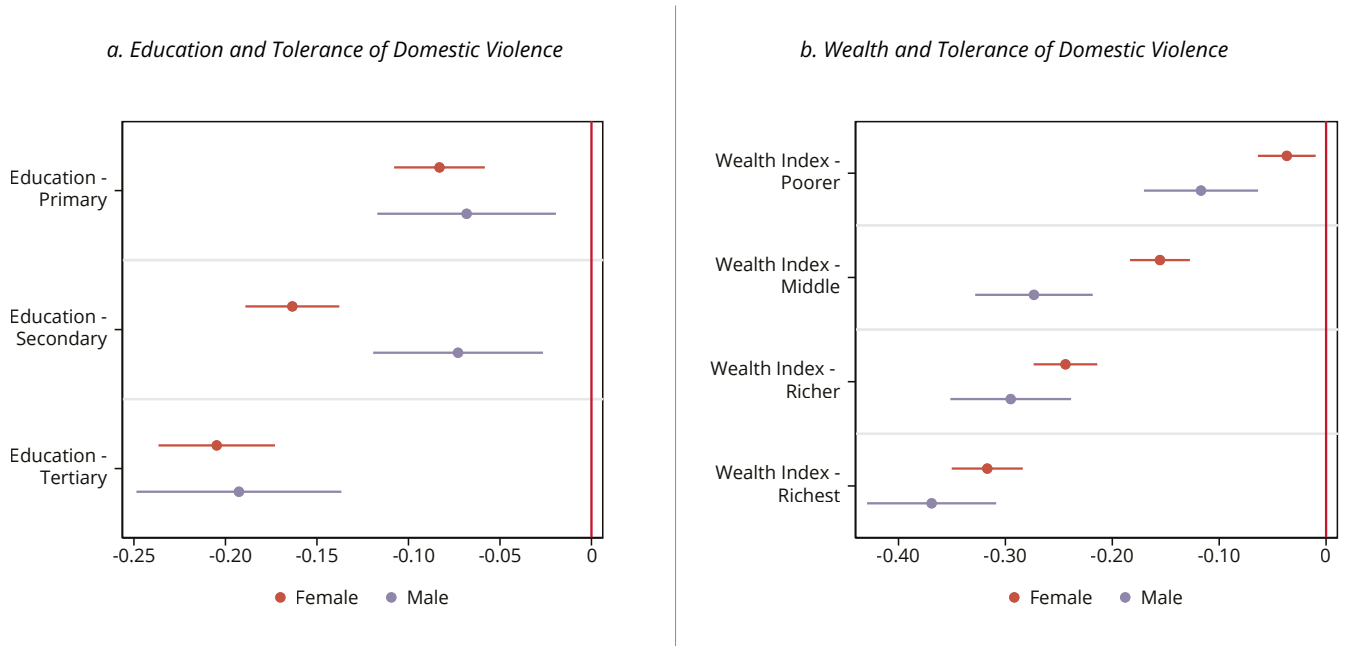 a. Education and Tolerance of Domestic Violence
Education -
Primary
Education -
Secondary
Education -
Tertiary
-0.25 -0.20 -0.15 -0.10 -0.05 0
Female Male
b. Wealth and Tolerance of Domestic Violence
Wealth Index -
Poorer
Wealth Index -
Middle
Wealth Index -
Richer
Wealth Index -
Richest
-0.40 -0.30 -0.20 -0.10 0
Female Male